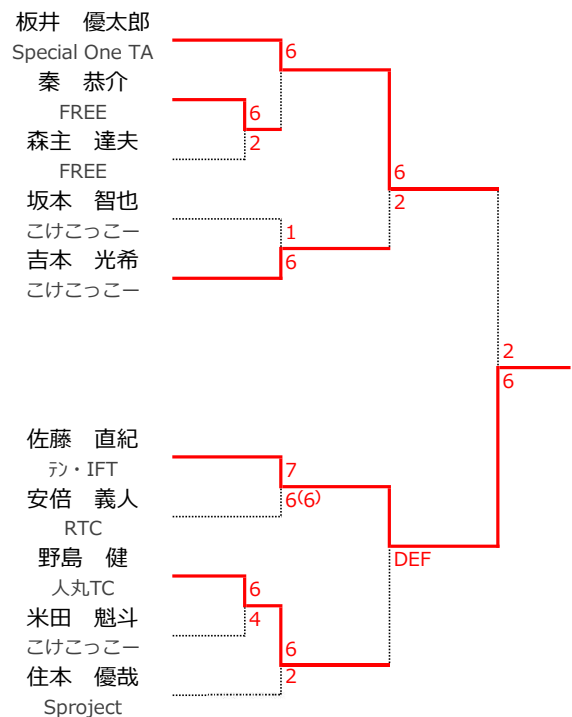 板井　優太郎
6
Special One TA
秦　恭介
FREE
6
森主　達夫
2
FREE
6
坂本　智也
2
こけこっこー
1
吉本　光希
6
こけこっこー
2
6
佐藤　直紀
ﾃﾝ・IFT
7
安倍　義人
6(6)
RTC
野島　健
DEF
人丸TC
6
米田　魁斗
4
こけこっこー
6
住本　優哉
2
Sproject